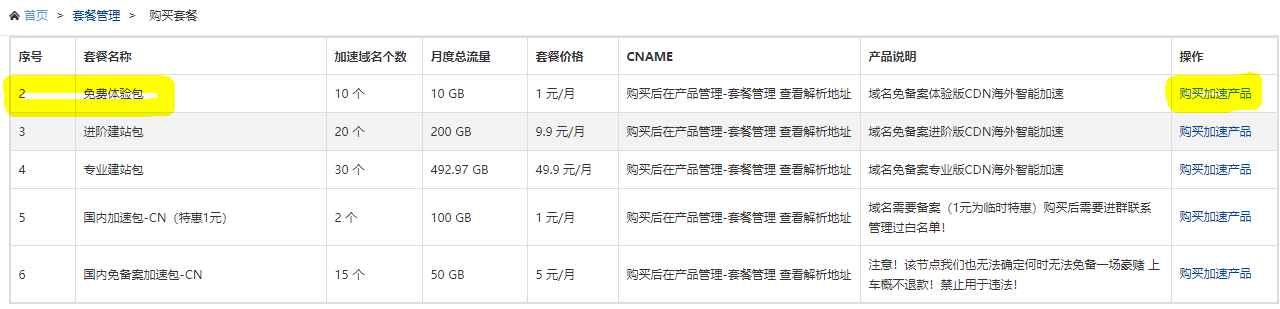 首页 > 套餐管理 > 购买套餐
序号 套餐名称 加速域名个数 月度总流量 套餐价格 CNAME 产品说明 操作
2 免费体验包 10 个 10 GB 1 元/月 购买后在产品管理-套餐管理 查看解析地址 域名免备案体验版CDN海外智能加速 购买加速产品
3 进阶建站包 20 个 200 GB 9.9 元/月 购买后在产品管理-套餐管理 查看解析地址 域名免备案进阶版CDN海外智能加速 购买加速产品
4 专业建站包 30 个 492.97 GB 49.9 元/月 购买后在产品管理-套餐管理 查看解析地址 域名免备案专业版CDN海外智能加速 购买加速产品
5 国内加速包-CN（特惠1元） 2 个 100 GB 1 元/月 购买后在产品管理-套餐管理 查看解析地址 域名需要备案（1元为临时特惠）购买后需要进群联系
管理过白名单！ 购买加速产品
6 国内免备案加速包-CN 15 个 50 GB 5 元/月 购买后在产品管理-套餐管理 查看解析地址 注意！该节点我们也无法确定何时无法免备一场豪赌 上
车概不退款！禁止用于违法！ 购买加速产品